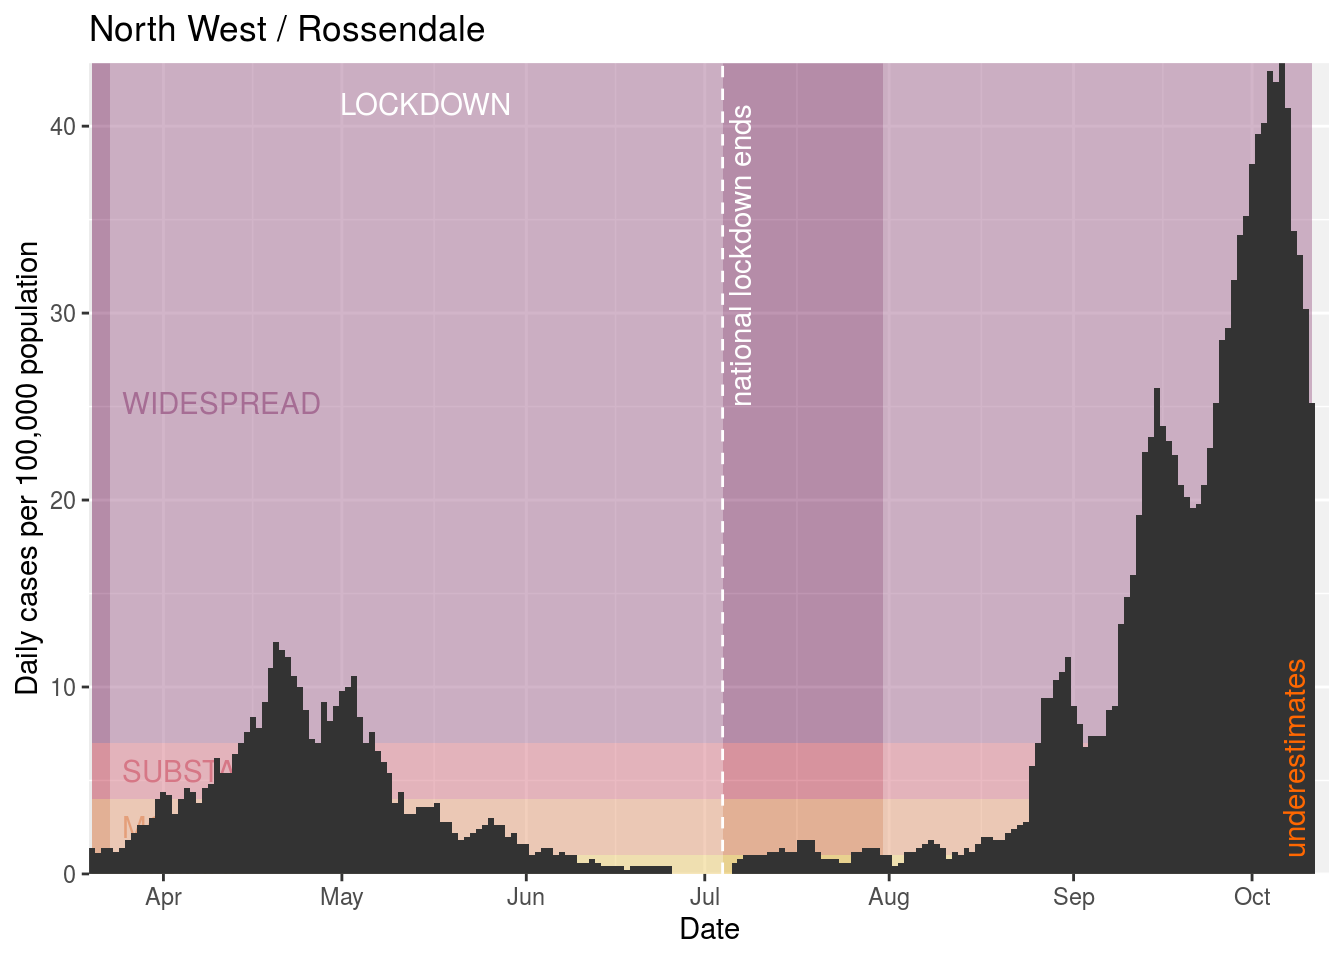 North West / Rossendale
LOCKDOWN
national lockdown ends
WIDESPREAD
SUBSTA
M
underestimates
Daily cases per 100,000 population
40
30
20
10
0
Apr
May
Jun
Jul
Aug
Sep
Oct
Date